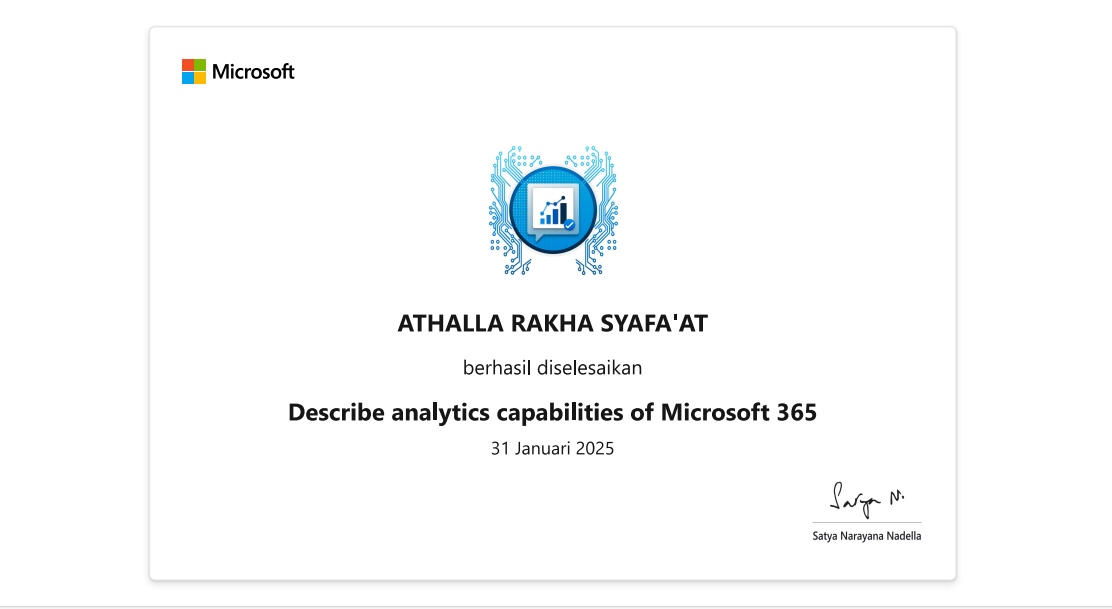 Microsoft
ATHALLA RAKHA SYAFA'AT
berhasil diselesaikan
Describe analytics capabilities of Microsoft 365
31 Januari 2025
Satya N.
Satya Narayana Nadella